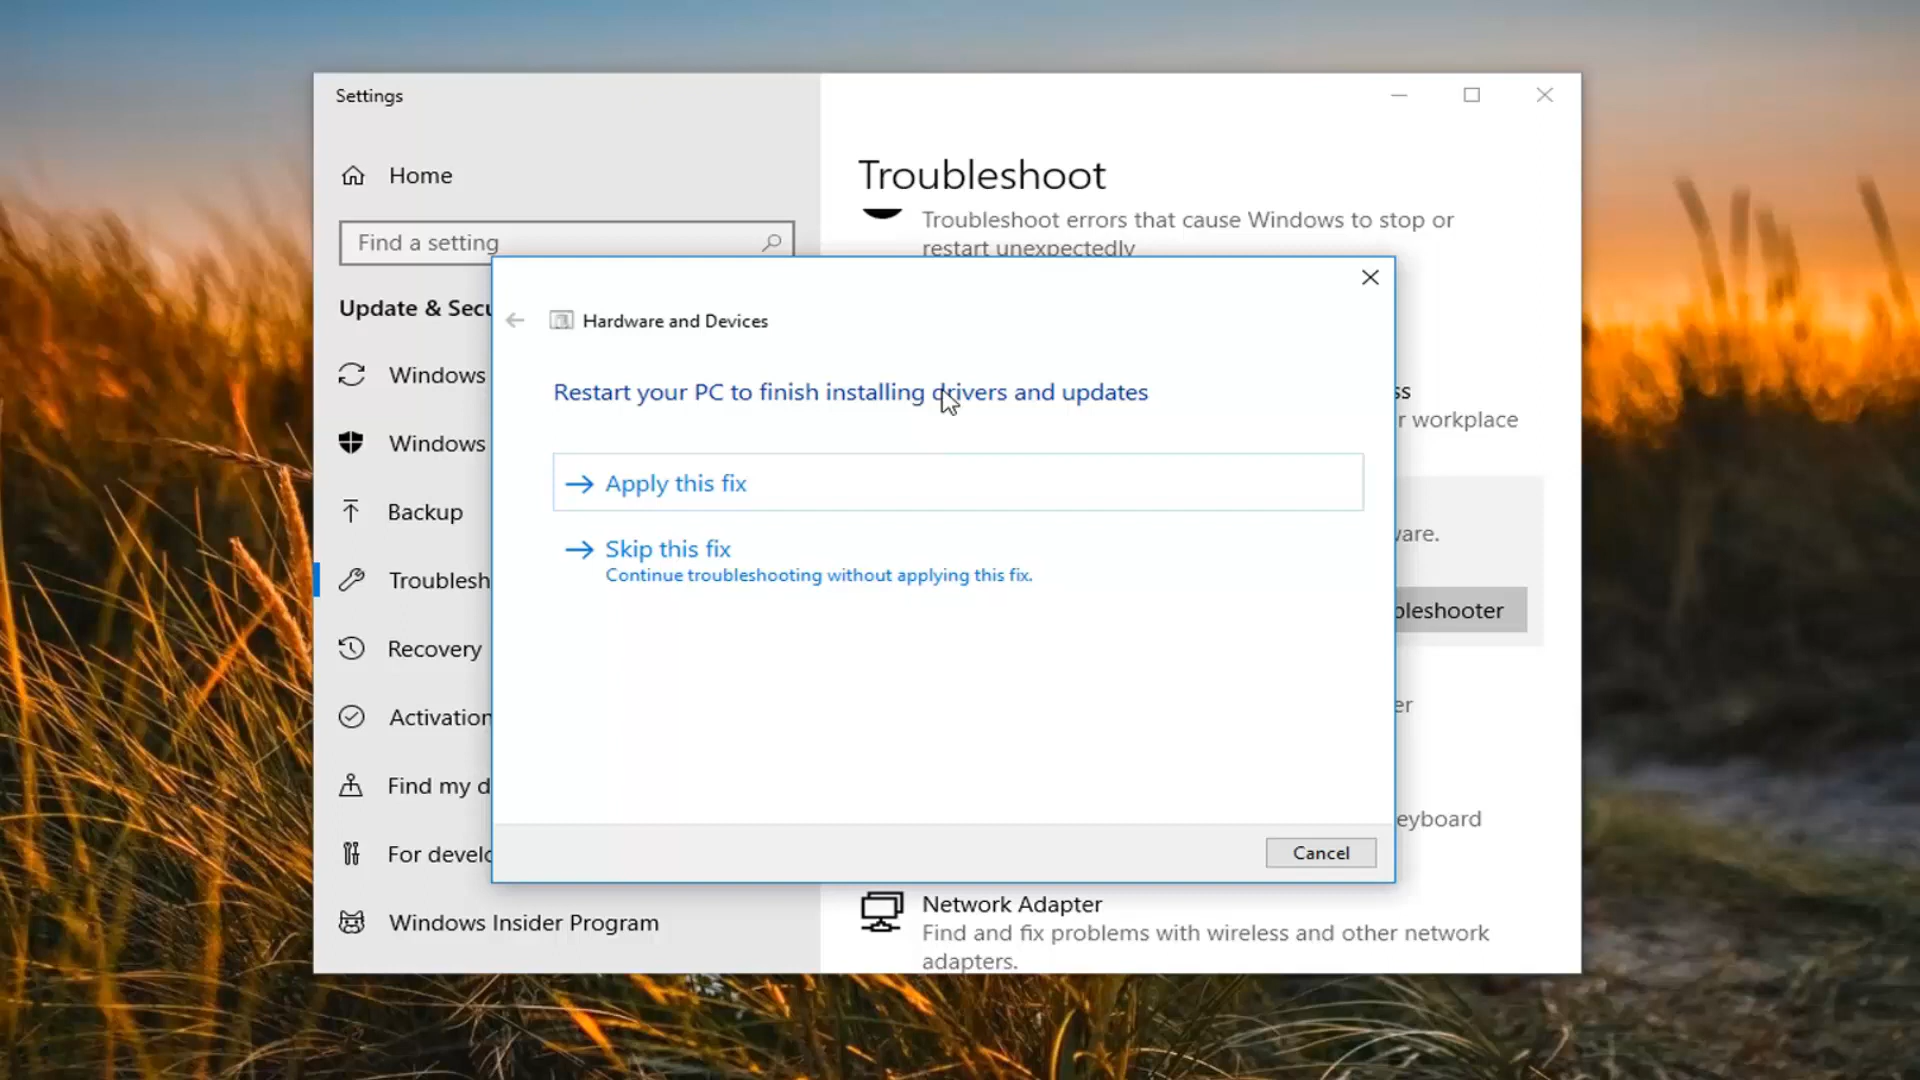 Settings
Home
Find a setting
Update & Secu
Windows
Windows
Backup
Troublesh
Recovery
Activation
Find my d
For develo
Windows Insider Program
Troubleshoot
Troubleshoot errors that cause Windows to stop or
restart unexpectedly
Hardware and Devices
Restart your PC to finish installing drivers and updates
Apply this fix
Skip this fix
Continue troubleshooting without applying this fix.
Cancel
ss
r workplace
are.
bleshooter
er
eyboard
Network Adapter
Find and fix problems with wireless and other network
adapters.